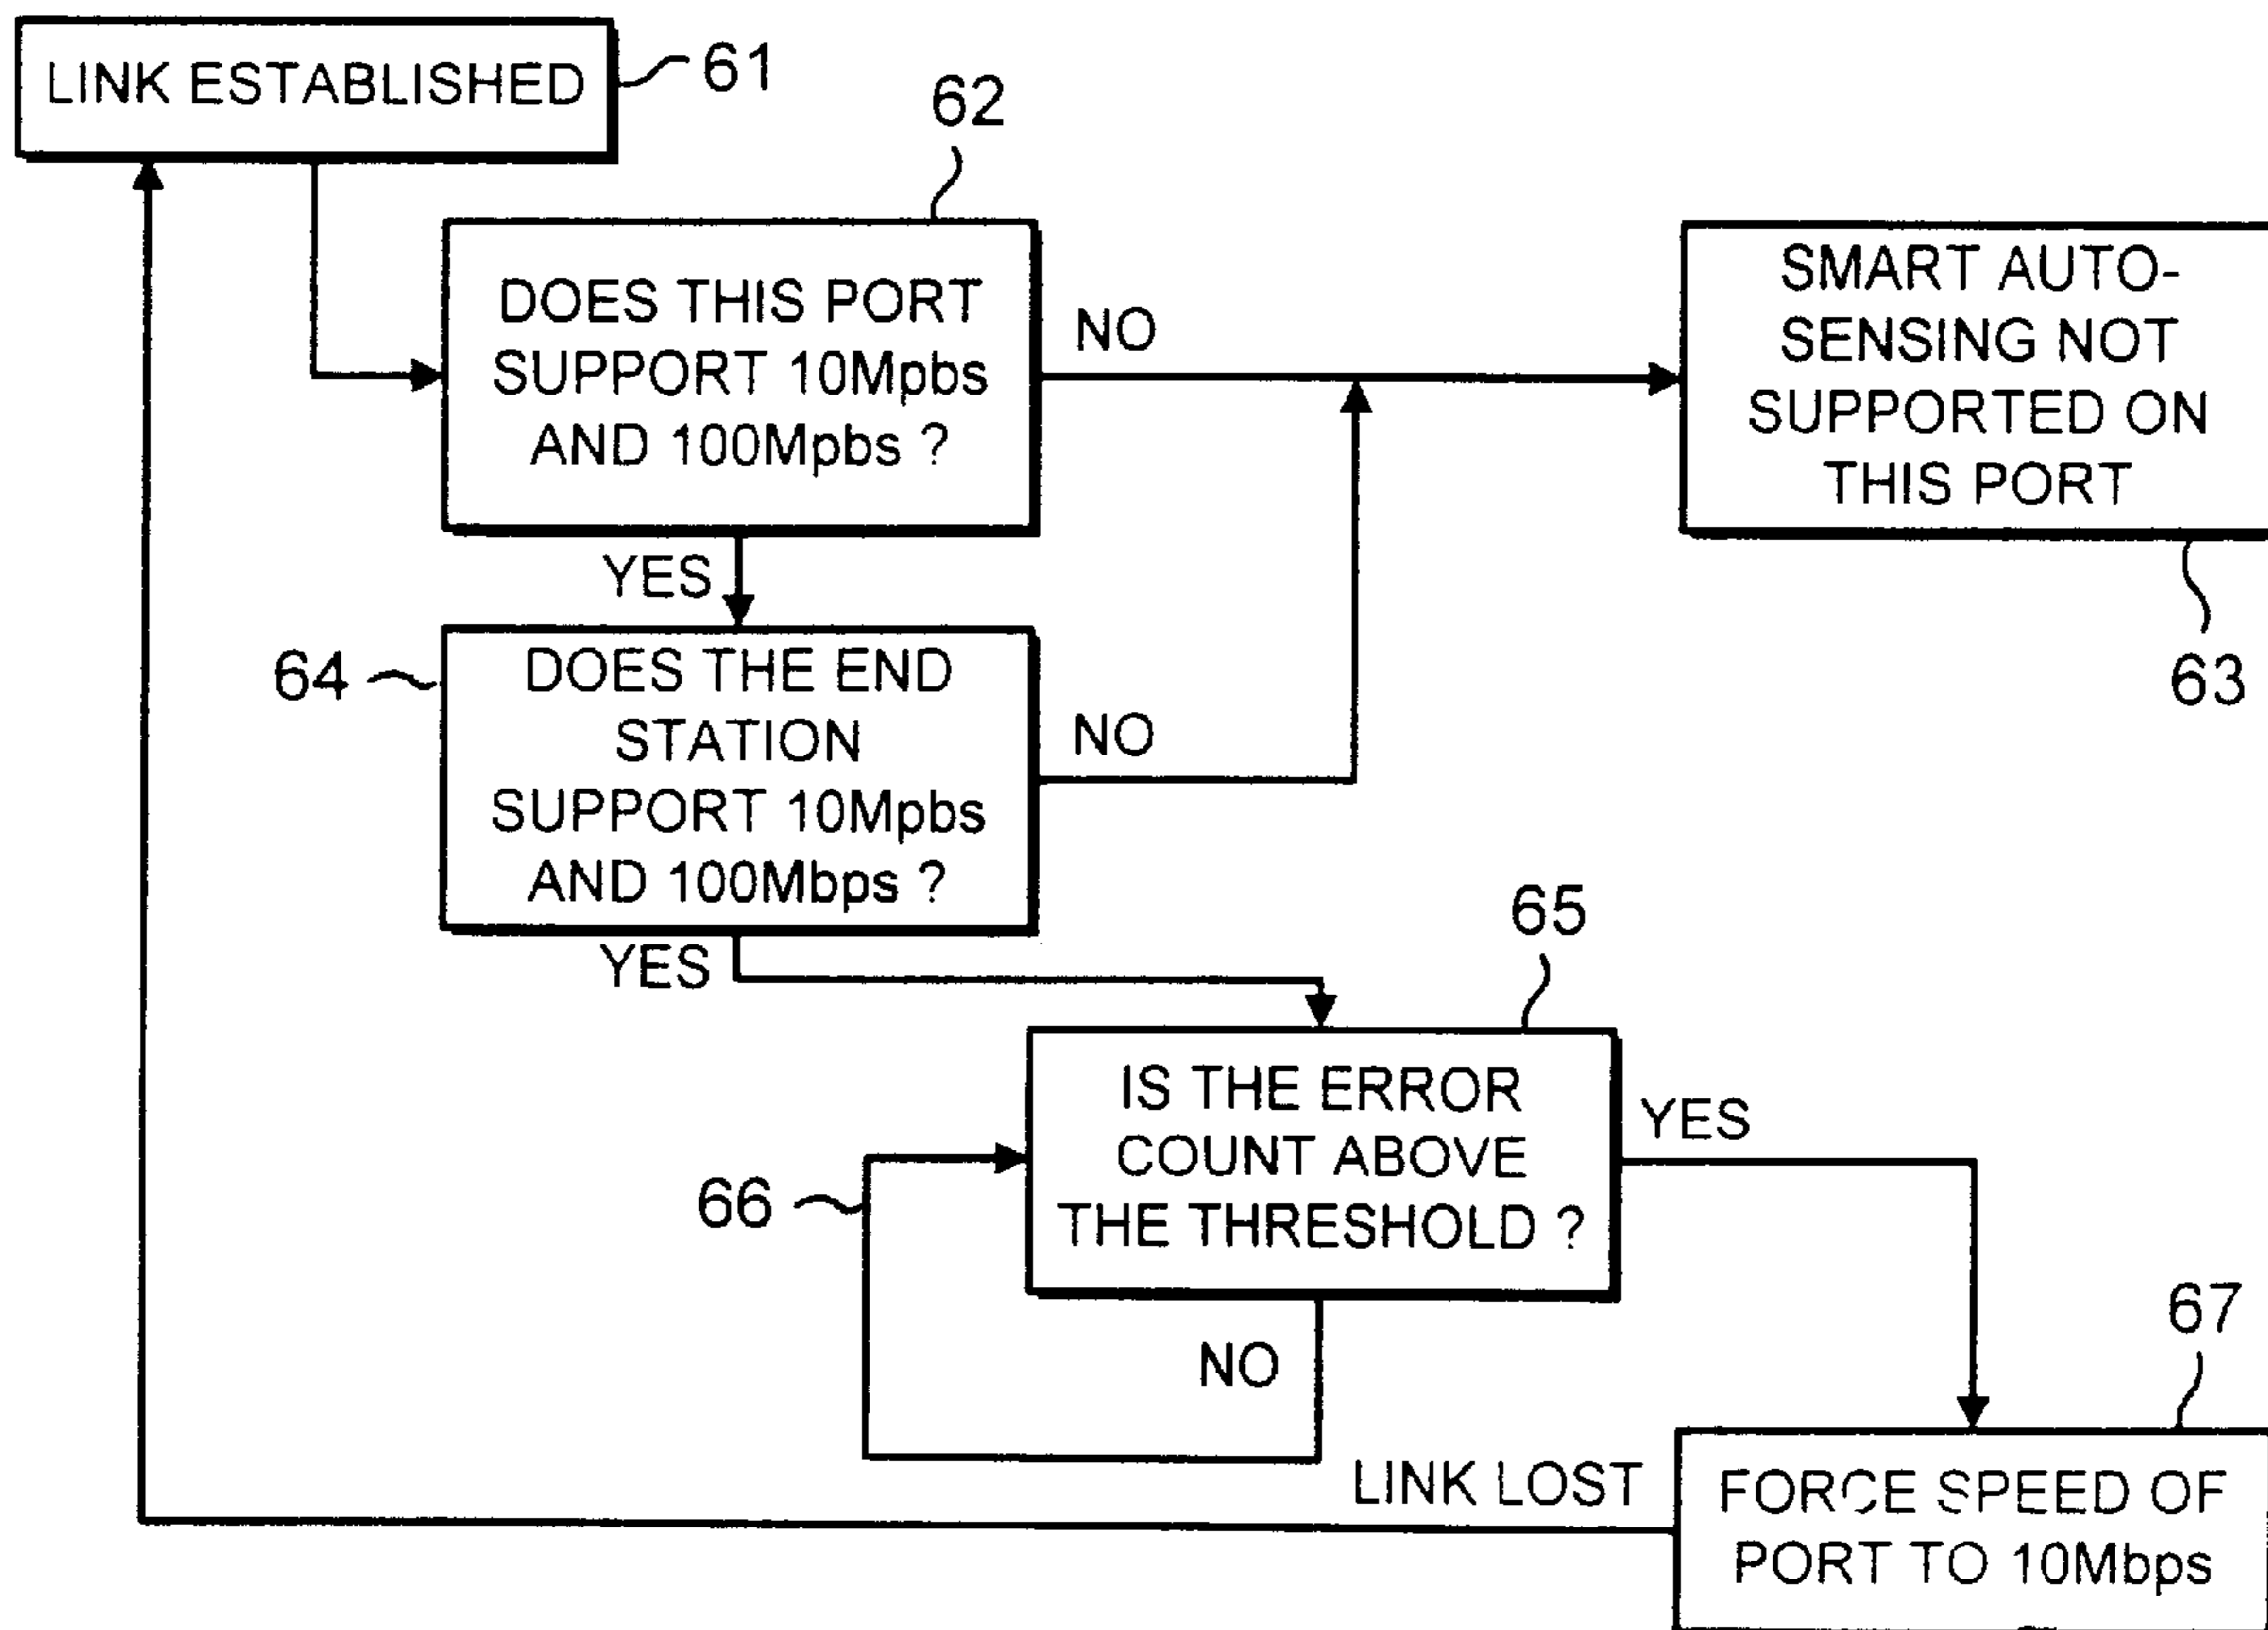 LINK ESTABLISHED
61
62
DOES THIS PORT
SUPPORT 10Mpbs
AND 100Mpbs ?
NO
SMART AUTO-
SENSING NOT
SUPPORTED ON
THIS PORT
63
YES
64
DOES THE END
STATION
SUPPORT 10Mpbs
AND 100Mbps ?
NO
YES
65
IS THE ERROR
COUNT ABOVE
THE THRESHOLD ?
YES
66
NO
67
LINK LOST
FORCE SPEED OF
PORT TO 10Mbps